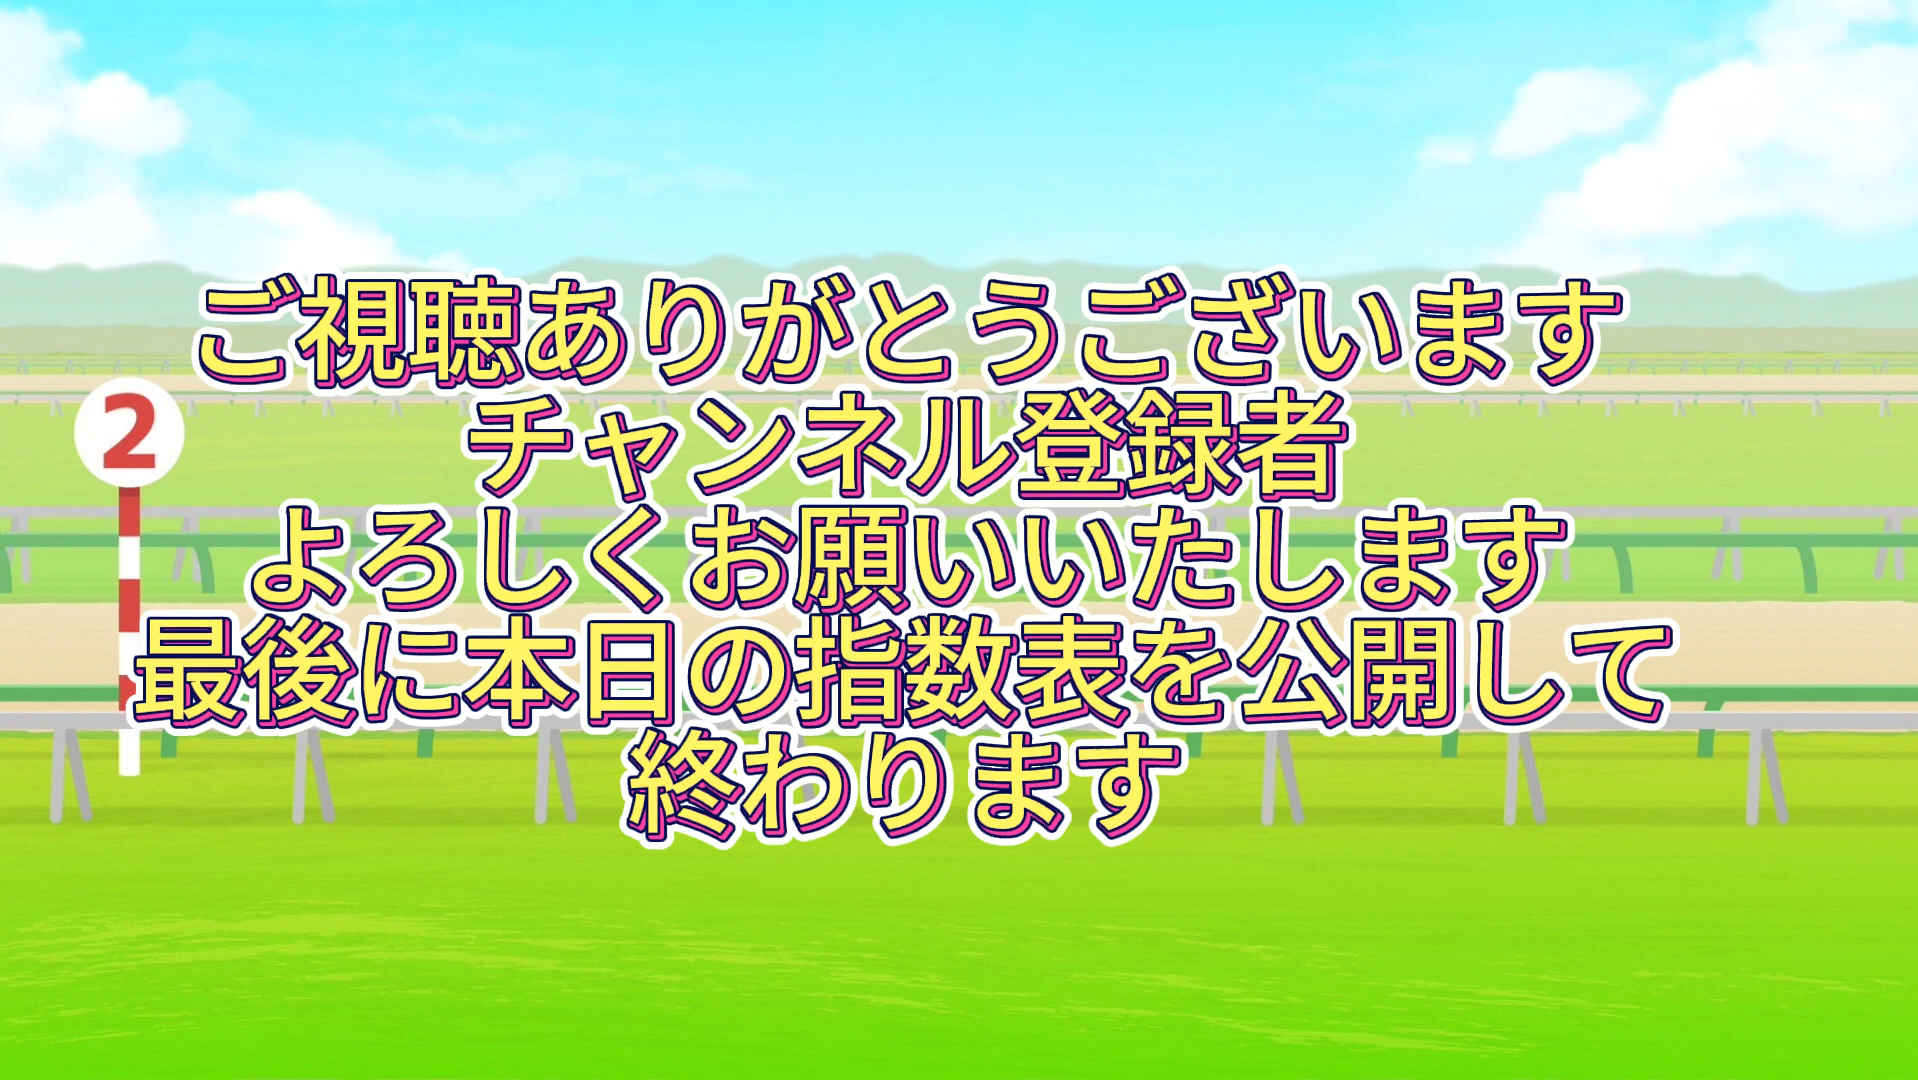 ご視聴ありがとうございます
チャンネル登録者
よろしくお願いいたします
最後に本日の指数表を公開して
終わります
2